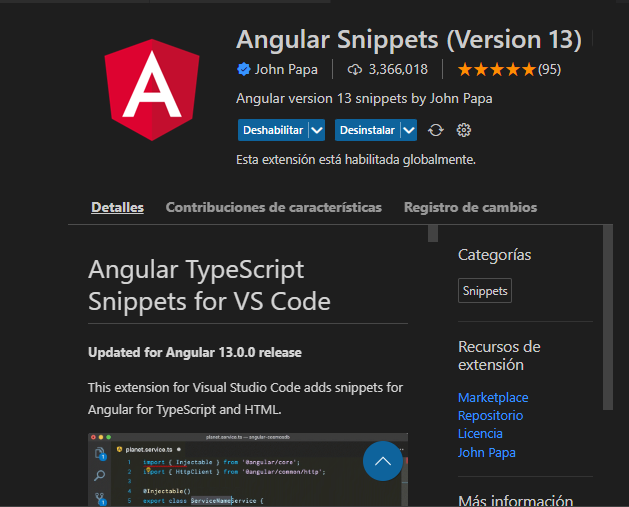 Angular Snippets (Version 13)
John Papa
3,366,018
(95)
Angular version 13 snippets by John Papa
Deshabilitar
Desinstalar
Esta extensión está habilitada globalmente.
Detalles
Contribuciones de características
Registro de cambios
Angular TypeScript
Snippets for VS Code
Updated for Angular 13.0.0 release
This extension for Visual Studio Code adds snippets for
Angular for TypeScript and HTML.
planet.service.ts — angular-cosmosdb
planet.service.ts
1 import { Injectable } from '@angular/core';
2 import { HttpClient } from '@angular/common/http';
3
4 @Injectable()
5 export class ServiceNameService {
Categorías
Snippets
Recursos de
extensión
Marketplace
Repositorio
Licencia
John Papa
Más información